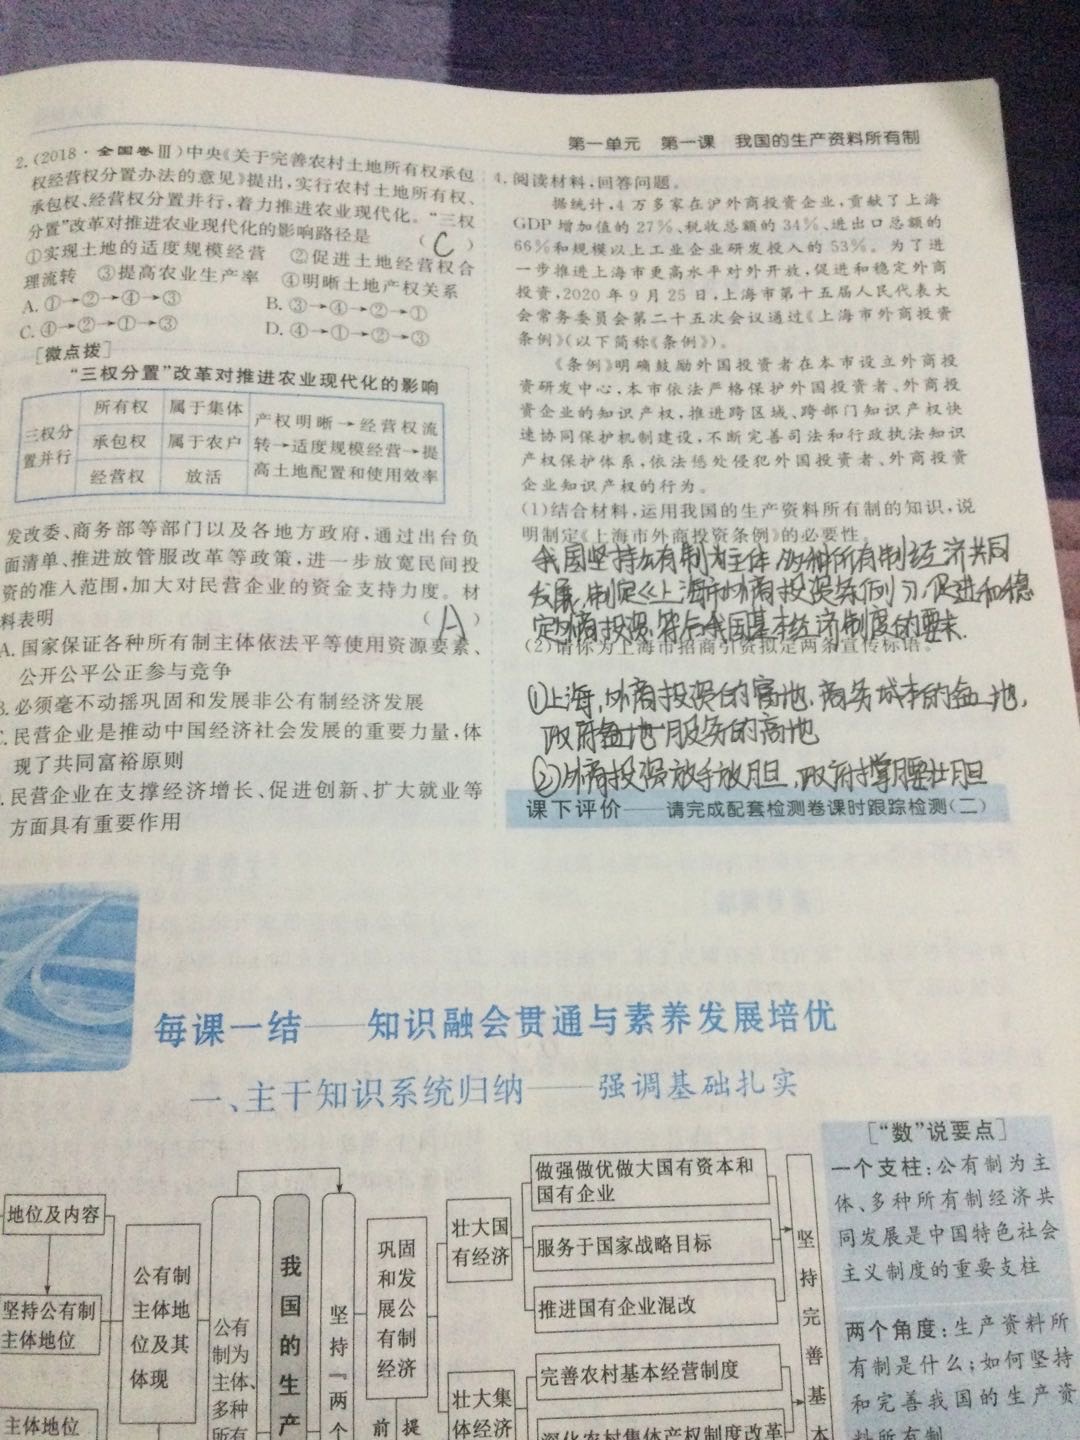 第一单元　第一课　我国的生产资料所有制
2.(2018·全国卷Ⅲ)中央《关于完善农村土地所有权承包
权经营权分置办法的意见》提出,实行农村土地所有权、
承包权、经营权分置并行,着力推进农业现代化。“三权
分置”改革对推进农业现代化的影响路径是　(C)
①实现土地的适度规模经营　②促进土地经营权合
理流转　③提高农业生产率　④明晰土地产权关系
A.①→②→④→③　B.③→④→②→①
C.④→②→①→③　D.④→①→②→③
[微点拨]
“三权分置”改革对推进农业现代化的影响
三权分
置并行
所有权　属于集体
承包权　属于农户
经营权　放活
产权明晰→经营权流
转→适度规模经营→提
高土地配置和使用效率
发改委、商务部等部门以及各地方政府,通过出台负
面清单、推进放管服改革等政策,进一步放宽民间投
资的准入范围,加大对民营企业的资金支持力度。材
料表明　(A)
A.国家保证各种所有制主体依法平等使用资源要素、
公开公平公正参与竞争
B.必须毫不动摇巩固和发展非公有制经济发展
C.民营企业是推动中国经济社会发展的重要力量,体
现了共同富裕原则
民营企业在支撑经济增长、促进创新、扩大就业等
方面具有重要作用
4.阅读材料,回答问题。
据统计,4万多家在沪外商投资企业,贡献了上海
GDP增加值的27%、税收总额的34%、进出口总额的
66%和规模以上工业企业研发投入的53%。为了进
一步推进上海市更高水平对外开放,促进和稳定外商
投资,2020年9月25日,上海市第十五届人民代表大
会常务委员会第二十五次会议通过《上海市外商投资
条例》(以下简称《条例》)。
《条例》明确鼓励外国投资者在本市设立外商投
资研发中心,本市依法严格保护外国投资者、外商投
资企业的知识产权,推进跨区域、跨部门知识产权快
速协同保护机制建设,不断完善司法和行政执法知识
产权保护体系,依法惩处侵犯外国投资者、外商投资
企业知识产权的行为。
(1)结合材料,运用我国的生产资料所有制的知识,说
明制定《上海市外商投资条例》的必要性。
我国坚持公有制为主体,多种所有制经济共同
发展,制定《上海市外商投资条例》,促进和稳
定外商投资,符合我国基本经济制度的要求.
(2)请你为上海市招商引资拟定两条宣传标语。
①上海,外商投资的高地,商务成本的盆地,
政府服务的高地
②外商投资放手放胆,政府撑腰壮胆
课下评价——请完成配套检测卷课时跟踪检测(二)
每课一结——知识融会贯通与素养发展培优
一、主干知识系统归纳——强调基础扎实
地位及内容
坚持公有制
主体地位
主体地位
公有制
主体地
位及其
体现
公有
制为
主体、
多种
所有
我国的生产
坚持“两个
巩固
和发
展公
有制
经济
前提
壮大国
有经济
壮大集
体经济
做强做优做大国有资本和
国有企业
服务于国家战略目标
推进国有企业混改
完善农村基本经营制度
深化农村集体产权制度改革
坚持完善基本
[“数”说要点]
一个支柱:公有制为主
体、多种所有制经济共
同发展是中国特色社会
主义制度的重要支柱
两个角度:生产资料所
有制是什么;如何坚持
和完善我国的生产资
料所有制